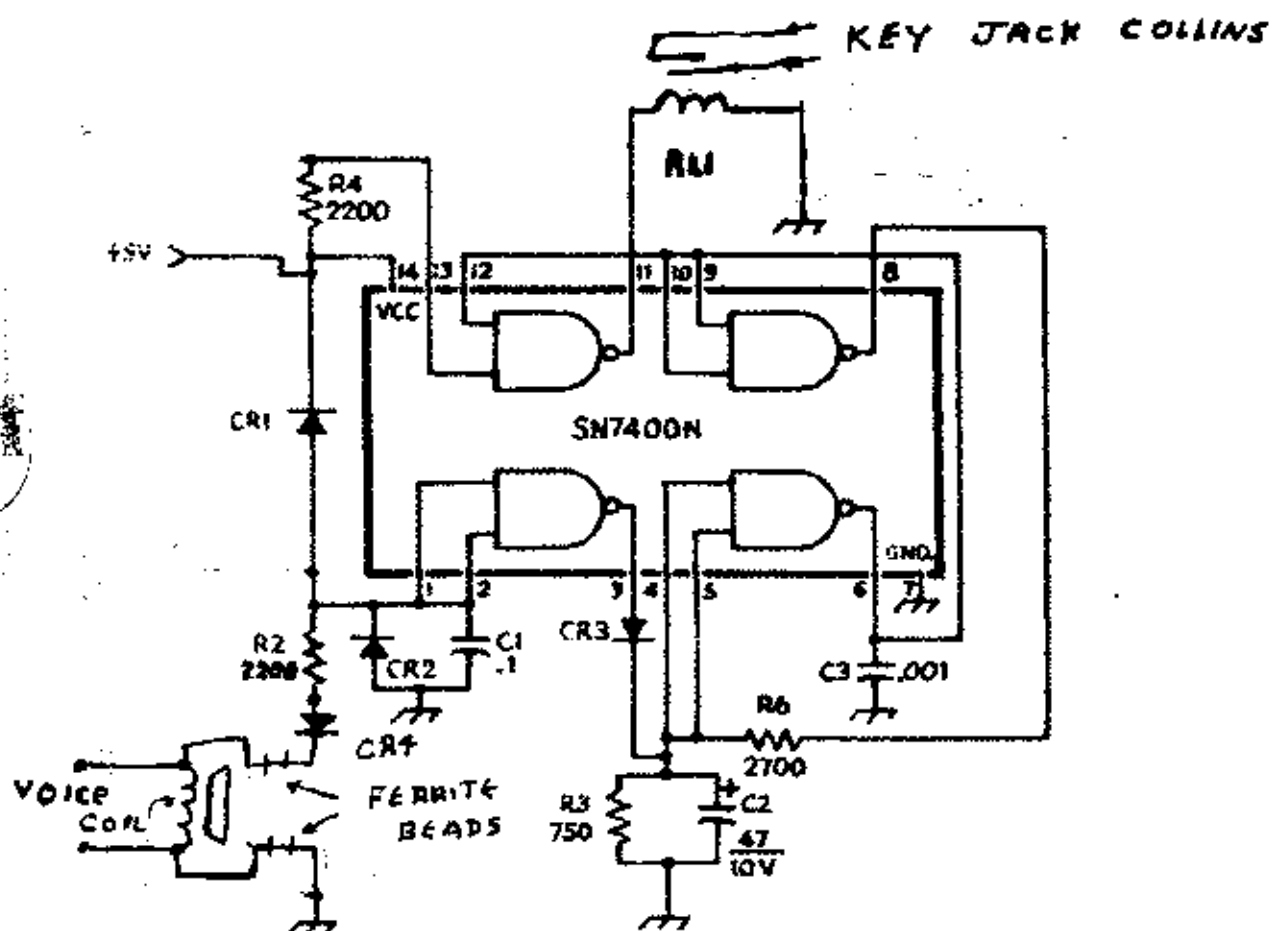 KEY JACK COLLINS
R4
2200
+5V
14 13 12 11 10 9 8
VCC
CR1
SN7400N
GND
1 2 3 4 5 6 7
R2
2200
CR2
C1
.1
CR3
C3 .001
CR4
R6
2700
VOICE
COIL
FERRITE
BEADS
R3
750
C2
47
10V